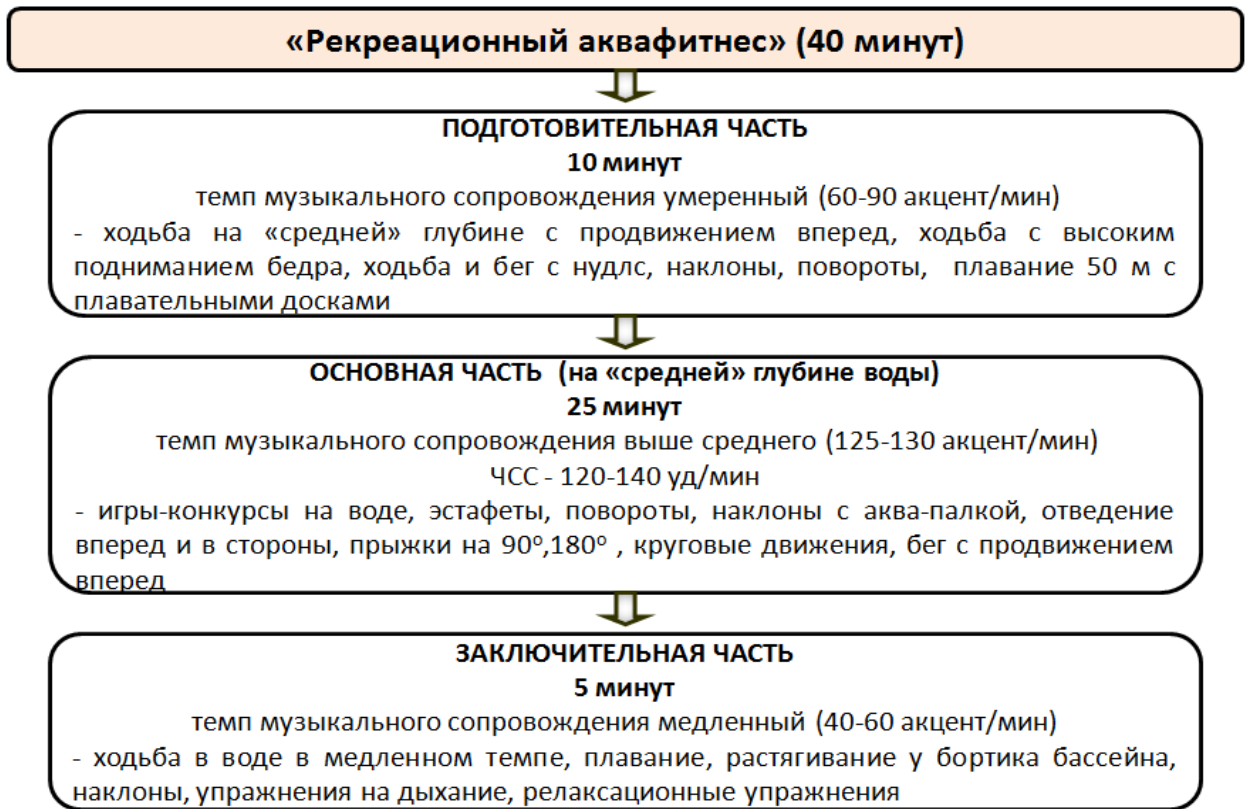 «Рекреационный аквафитнес» (40 минут)
ПОДГОТОВИТЕЛЬНАЯ ЧАСТЬ
10 минут
темп музыкального сопровождения умеренный (60-90 акцент/мин)
- ходьба на «средней» глубине с продвижением вперед, ходьба с высоким
подниманием бедра, ходьба и бег с нудлс, наклоны, повороты, плавание 50 м с
плавательными досками
ОСНОВНАЯ ЧАСТЬ (на «средней» глубине воды)
25 минут
темп музыкального сопровождения выше среднего (125-130 акцент/мин)
ЧСС - 120-140 уд/мин
- игры-конкурсы на воде, эстафеты, повороты, наклоны с аква-палкой, отведение
вперед и в стороны, прыжки на 90º,180º , круговые движения, бег с продвижением
вперед
ЗАКЛЮЧИТЕЛЬНАЯ ЧАСТЬ
5 минут
темп музыкального сопровождения медленный (40-60 акцент/мин)
- ходьба в воде в медленном темпе, плавание, растягивание у бортика бассейна,
наклоны, упражнения на дыхание, релаксационные упражнения